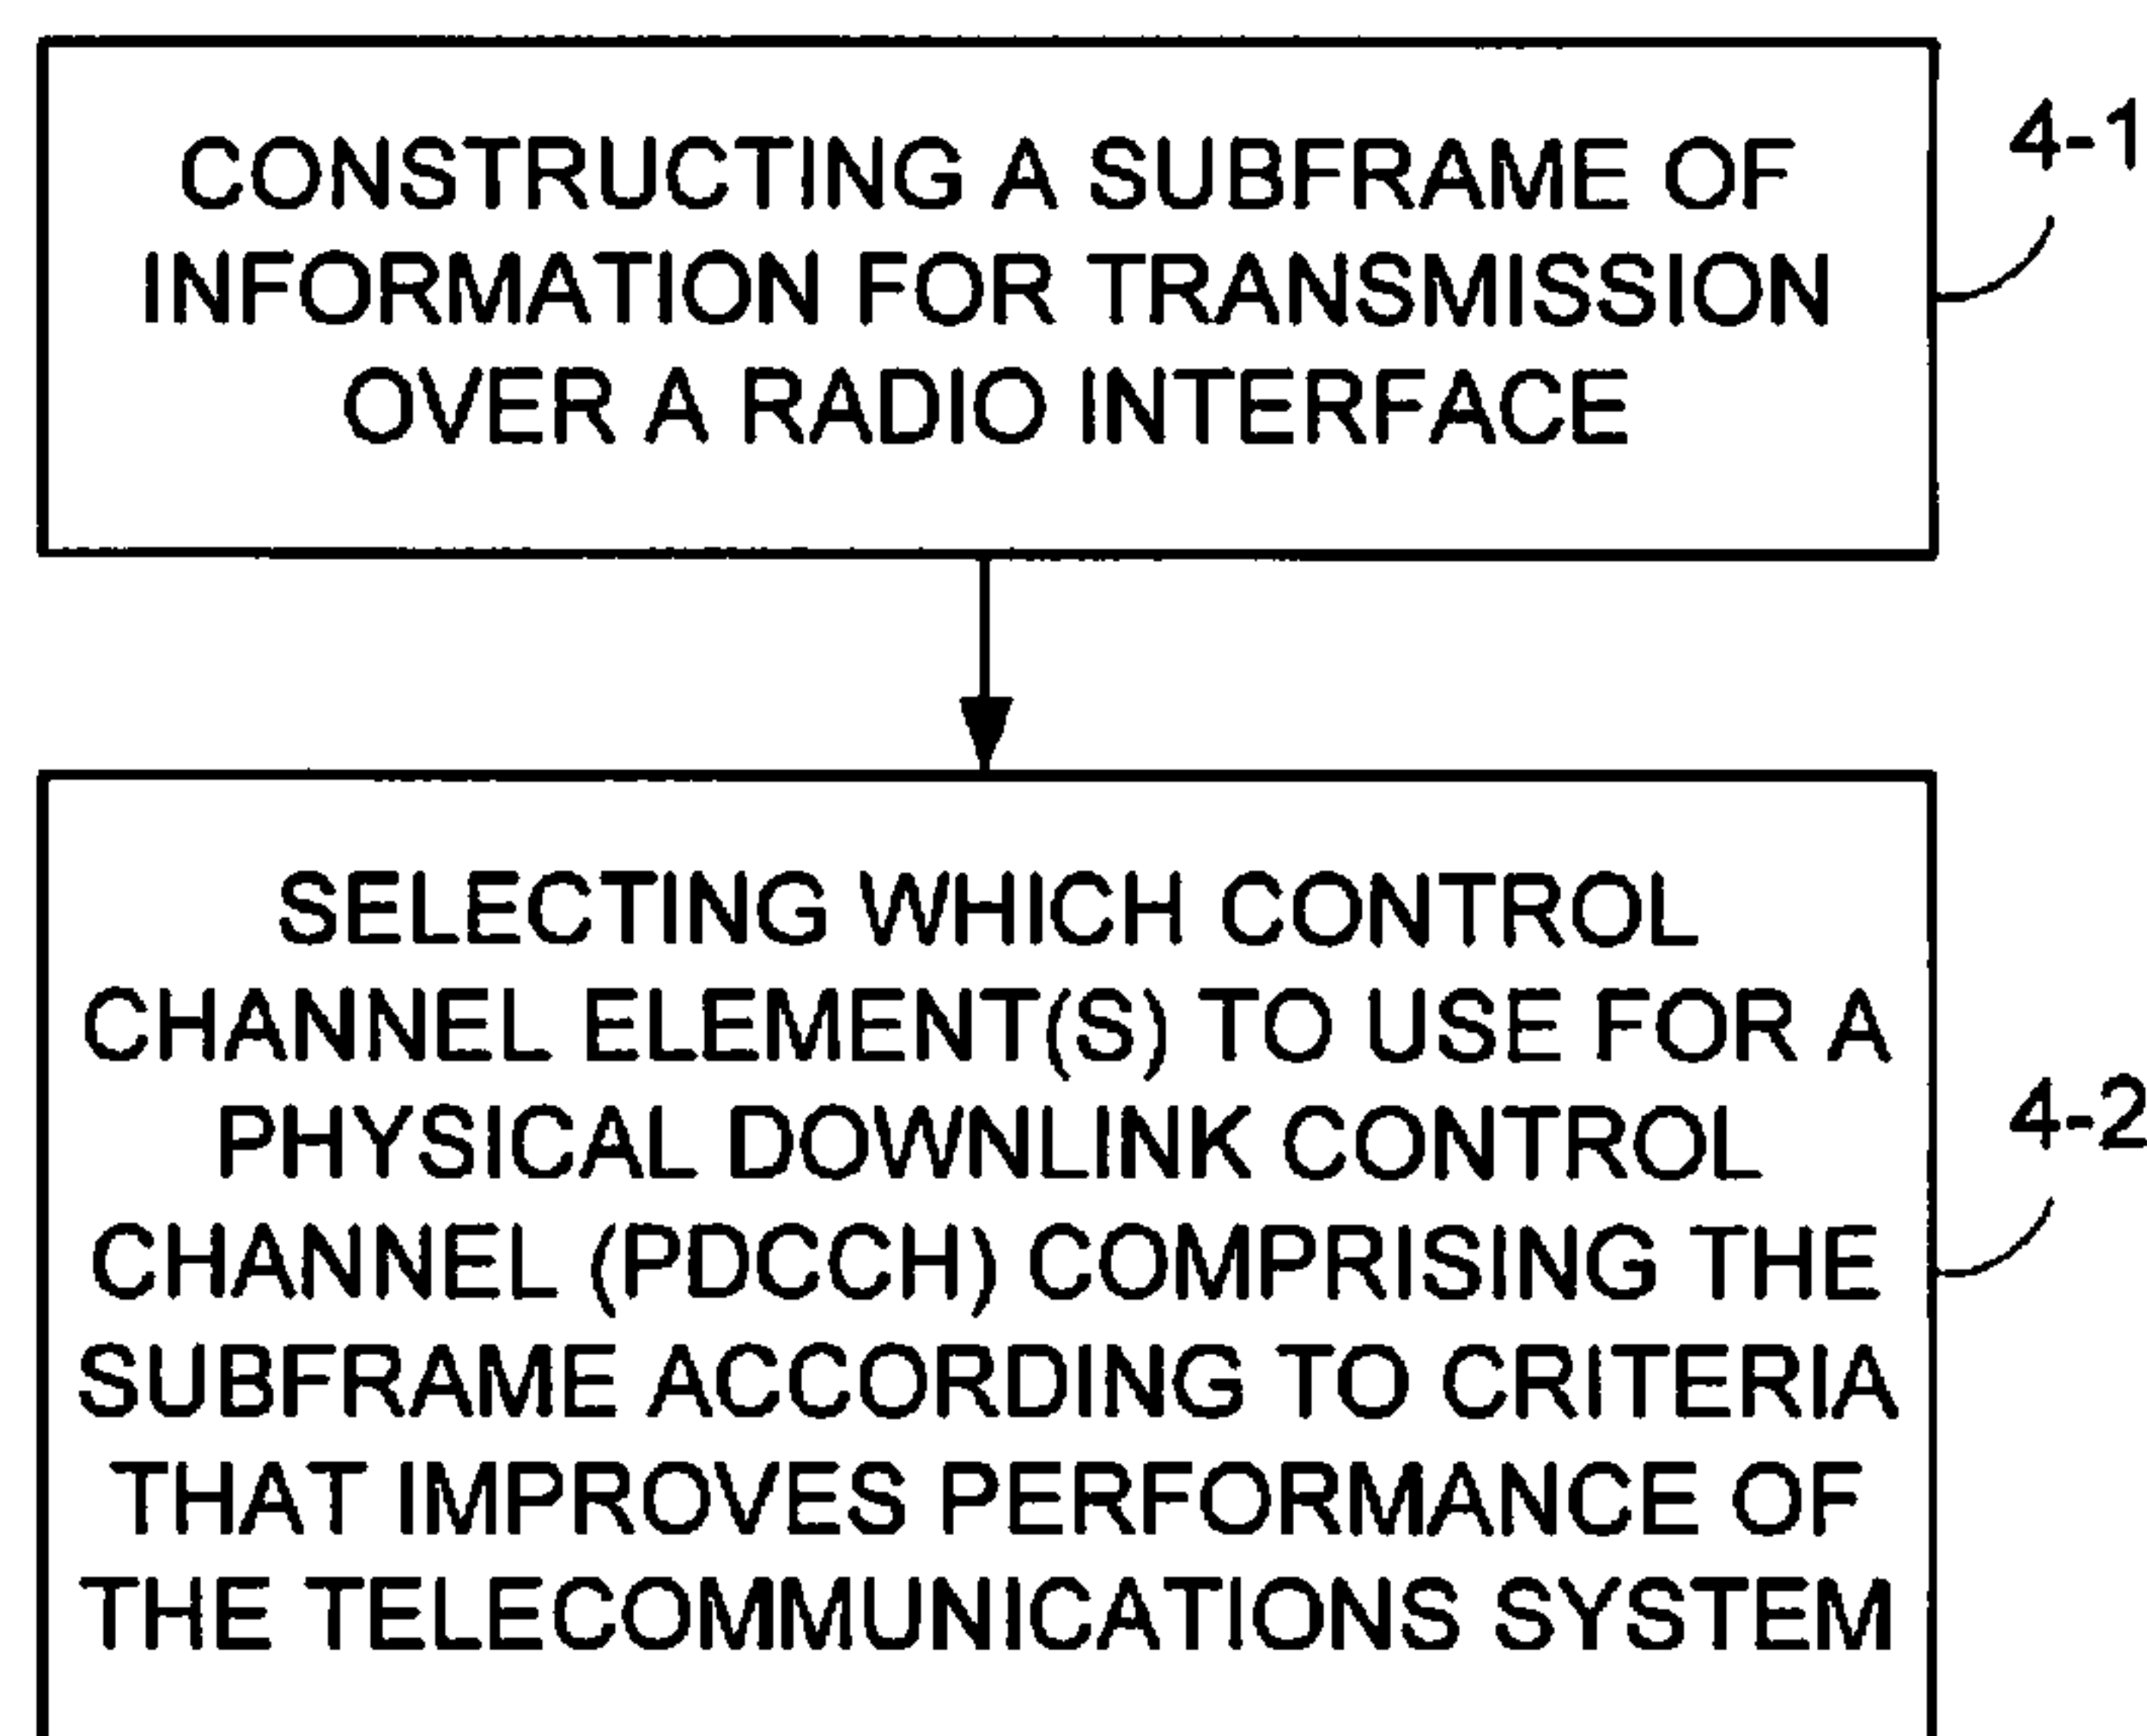 CONSTRUCTING A SUBFRAME OF
INFORMATION FOR TRANSMISSION
OVER A RADIO INTERFACE
4-1
SELECTING WHICH CONTROL
CHANNEL ELEMENT(S) TO USE FOR A
PHYSICAL DOWNLINK CONTROL
CHANNEL (PDCCH) COMPRISING THE
SUBFRAME ACCORDING TO CRITERIA
THAT IMPROVES PERFORMANCE OF
THE TELECOMMUNICATIONS SYSTEM
4-2